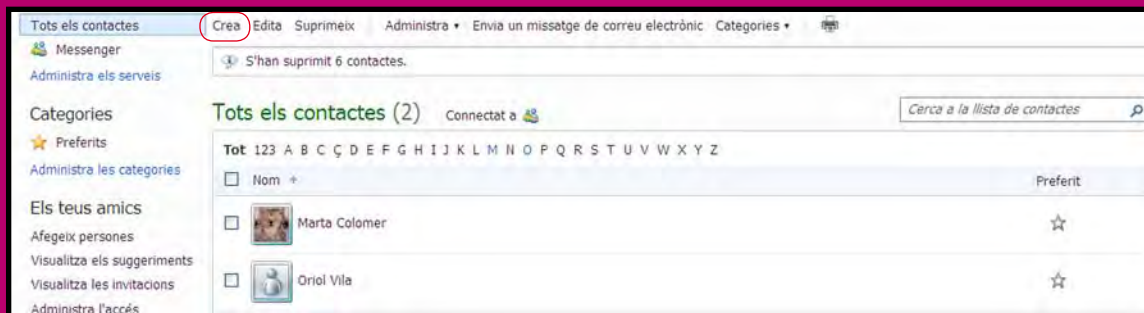 Tots els contactes
Messenger
Administra els serveis
Categories
Preferits
Administra les categories
Els teus amics
Afegeix persones
Visualitza els suggeriments
Visualitza les invitacions
Administra l'accés
Crea Edita Suprimeix Administra Envia un missatge de correu electrònic Categories
S'han suprimit 6 contactes.
Tots els contactes (2) Connectat a
Cerca a la llista de contactes
Tot 123 A B C Ç D E F G H I J K L M N O P Q R S T U V W X Y Z
Nom Preferit
Marta Colomer
Oriol Vila